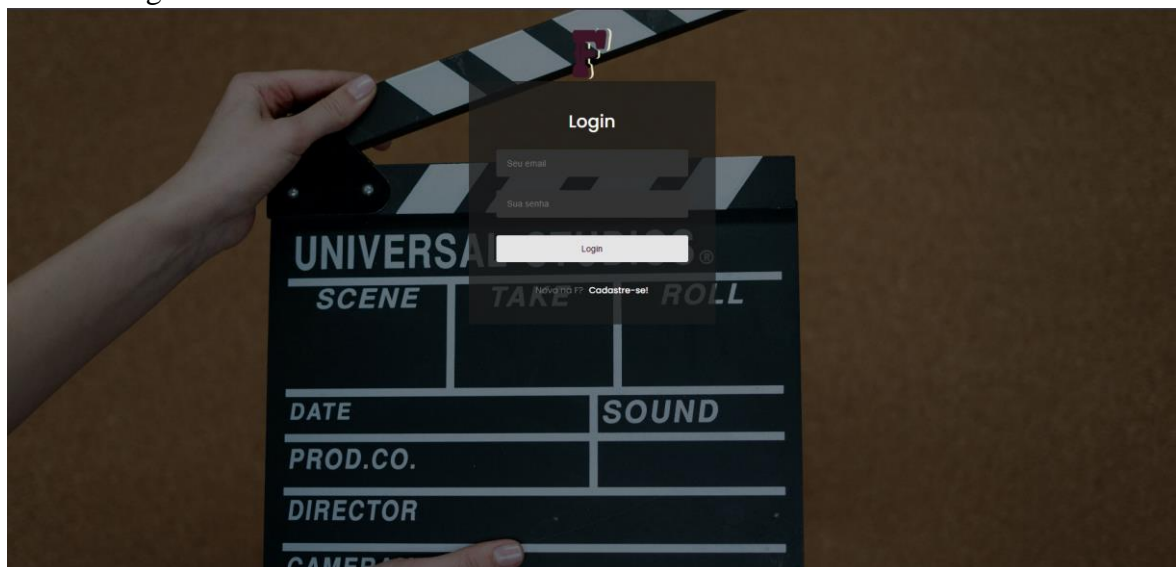 F
Login
Seu email
Sua senha
Login
Novo na F? Cadastre-se!
UNIVERSAL STUDIOS®
SCENE TAKE ROLL
DATE SOUND
PROD.CO.
DIRECTOR